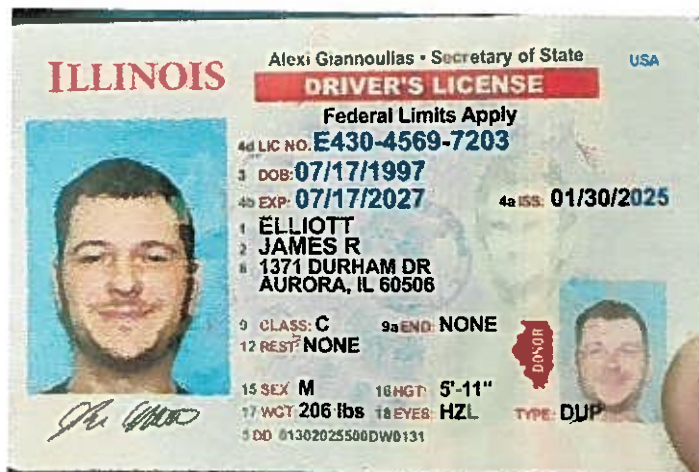 Alexi Giannoulias • Secretary of State
USA
ILLINOIS
DRIVER'S LICENSE
Federal Limits Apply
4d LIC NO. E430-4569-7203
3 DOB: 07/17/1997
4b EXP: 07/17/2027 4a ISS: 01/30/2025
1 ELLIOTT
2 JAMES R
8 1371 DURHAM DR
AURORA, IL 60506
9 CLASS: C 9a END: NONE
12 REST: NONE
DONOR
15 SEX M 16 HGT: 5'-11"
17 WGT: 206 lbs 18 EYES: HZL TYPE: DUP
5 DD 01302025500DW0131